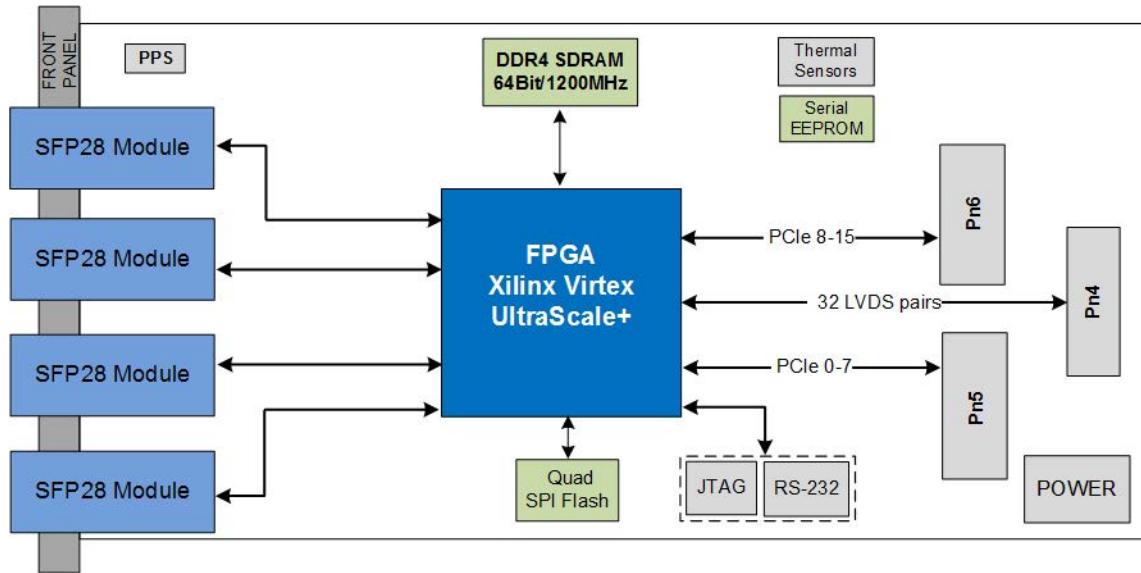 FRONT
PANEL
PPS
DDR4 SDRAM
64Bit/1200MHz
Thermal
Sensors
Serial
EEPROM
SFP28 Module
SFP28 Module
SFP28 Module
SFP28 Module
FPGA
Xilinx Virtex
UltraScale+
PCIe 8-15
Pn6
32 LVDS pairs
Pn4
PCIe 0-7
Pn5
Quad
SPI Flash
JTAG
RS-232
POWER